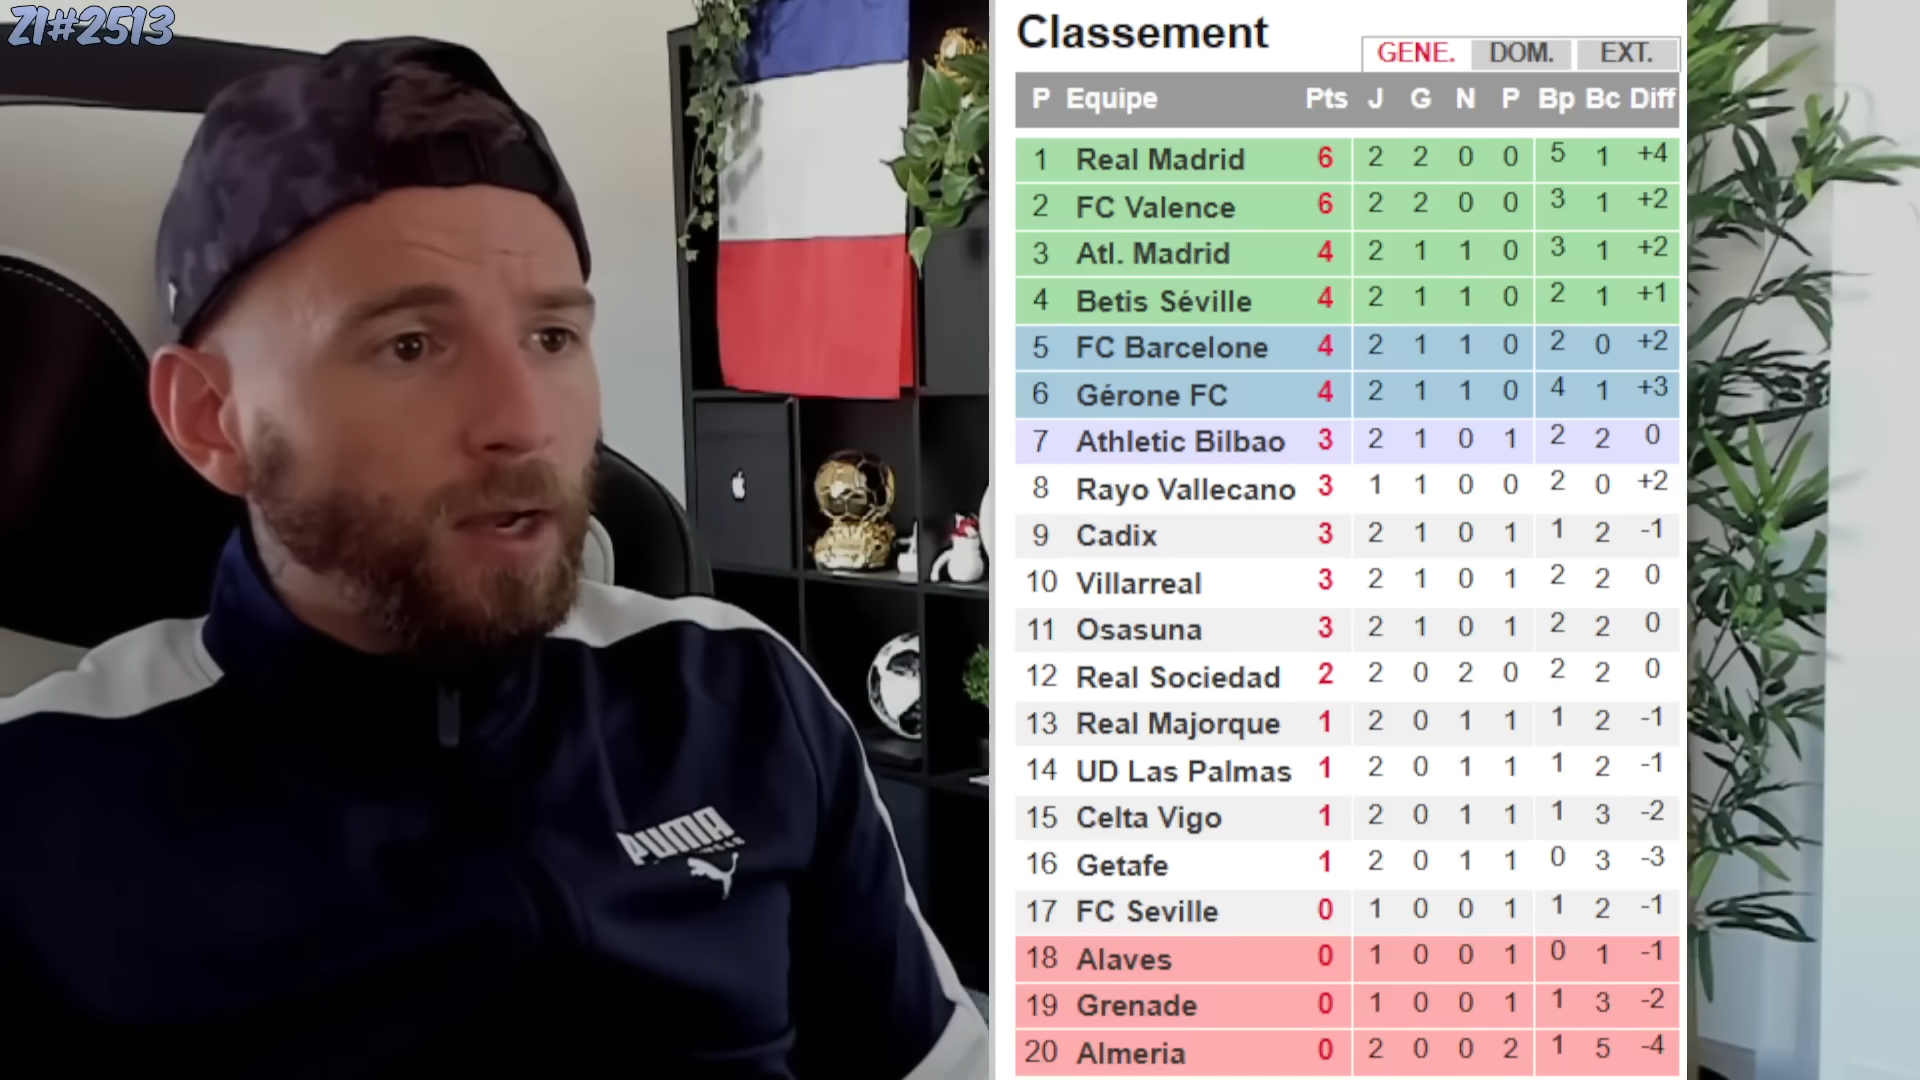 Z1#2513
PUMA
Classement
GENE. DOM. EXT.
P Equipe Pts J G N P Bp Bc Diff
1 Real Madrid 6 2 2 0 0 5 1 +4
2 FC Valence 6 2 2 0 0 3 1 +2
3 Atl. Madrid 4 2 1 1 0 3 1 +2
4 Betis Séville 4 2 1 1 0 2 1 +1
5 FC Barcelone 4 2 1 1 0 2 0 +2
6 Gérone FC 4 2 1 1 0 4 1 +3
7 Athletic Bilbao 3 2 1 0 1 2 2 0
8 Rayo Vallecano 3 1 1 0 0 2 0 +2
9 Cadix 3 2 1 0 1 1 2 -1
10 Villarreal 3 2 1 0 1 2 2 0
11 Osasuna 3 2 1 0 1 2 2 0
12 Real Sociedad 2 2 0 2 0 2 2 0
13 Real Majorque 1 2 0 1 1 1 2 -1
14 UD Las Palmas 1 2 0 1 1 1 2 -1
15 Celta Vigo 1 2 0 1 1 1 3 -2
16 Getafe 1 2 0 1 1 0 3 -3
17 FC Seville 0 1 0 0 1 1 2 -1
18 Alaves 0 1 0 0 1 0 1 -1
19 Grenade 0 1 0 0 1 1 3 -2
20 Almeria 0 2 0 0 2 1 5 -4